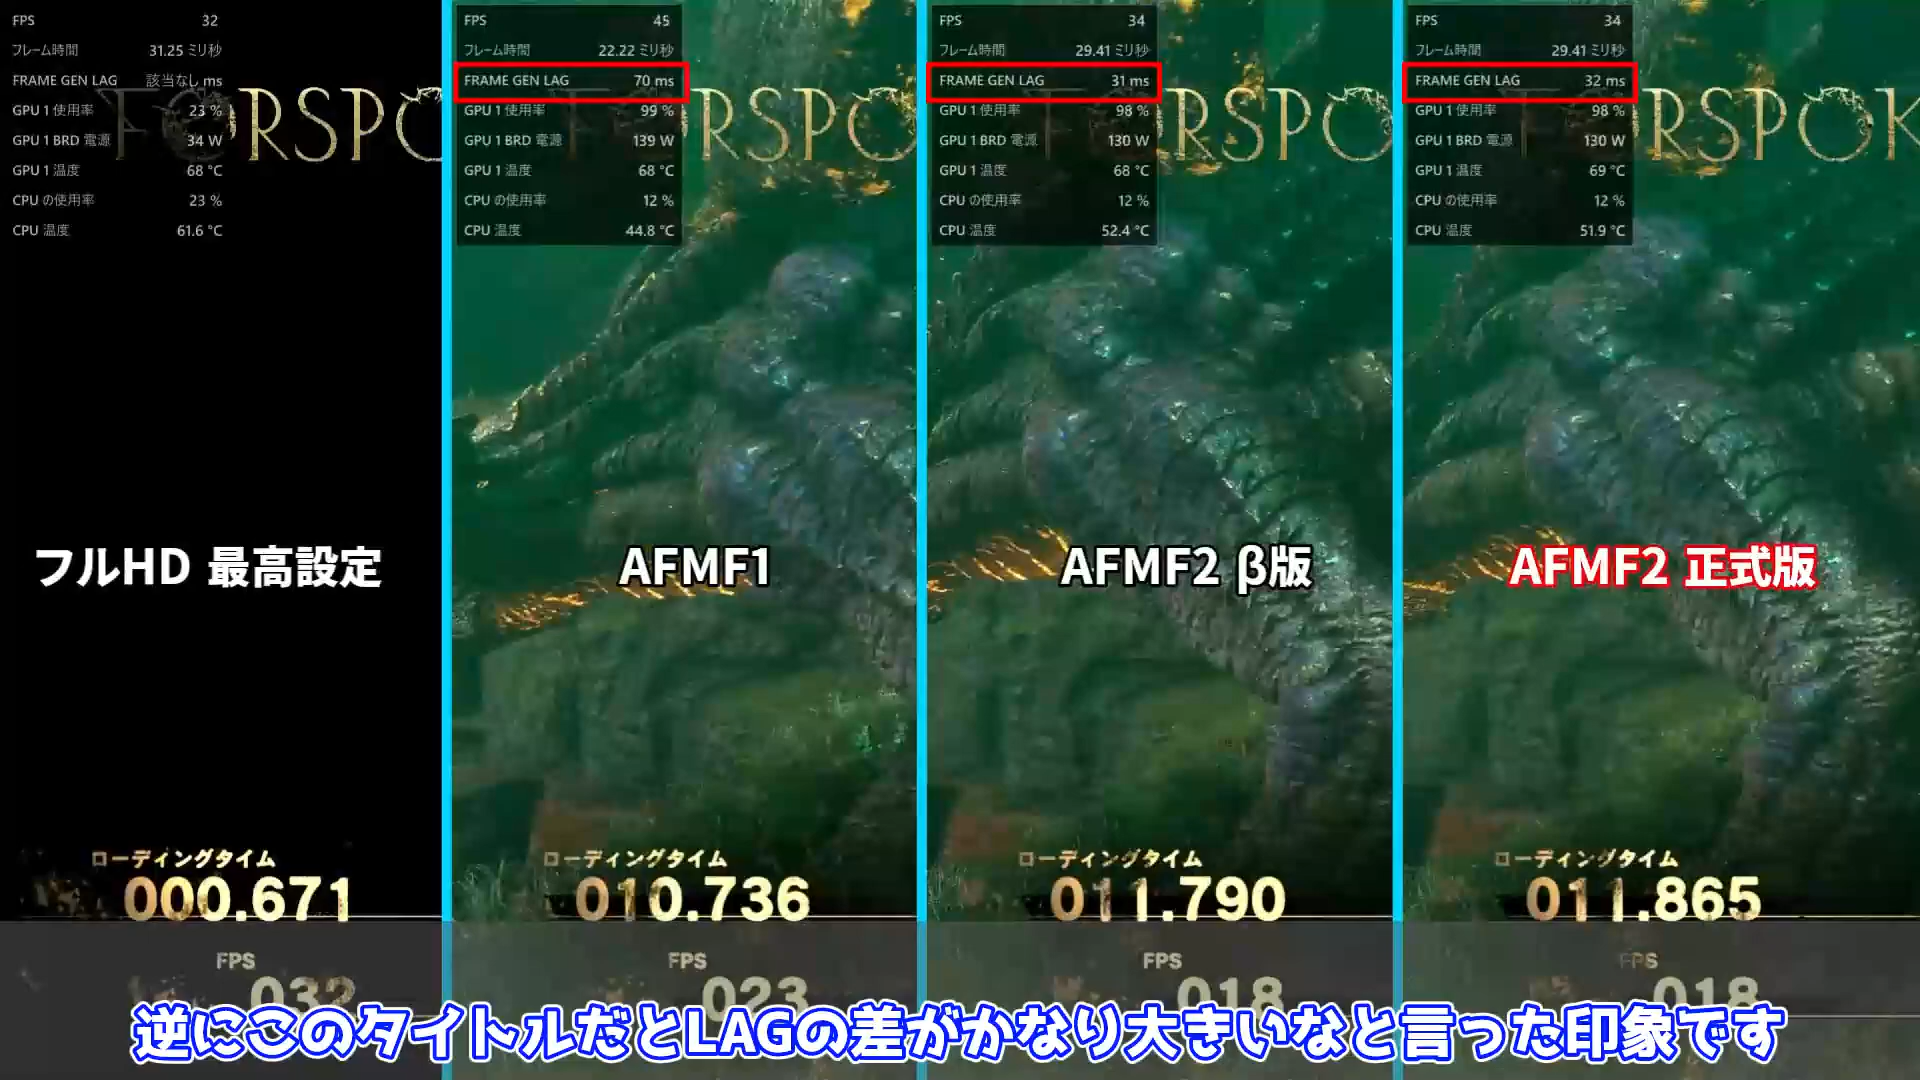 FPS 32
フレーム時間 31.25 ミリ秒
FRAME GEN LAG 該当なし ms
GPU 1 使用率 23 %
GPU 1 BRD 電源 34 W
GPU 1 温度 68 °C
CPU の使用率 23 %
CPU 温度 61.6 °C
FORSPO
フルHD 最高設定
ローディングタイム
000.671
FPS
032
FPS 45
フレーム時間 22.22 ミリ秒
FRAME GEN LAG 70 ms
GPU 1 使用率 99 %
GPU 1 BRD 電源 139 W
GPU 1 温度 68 °C
CPU の使用率 12 %
CPU 温度 44.8 °C
RSPO
AFMF1
ローディングタイム
010.736
FPS
023
FPS 34
フレーム時間 29.41 ミリ秒
FRAME GEN LAG 31 ms
GPU 1 使用率 98 %
GPU 1 BRD 電源 130 W
GPU 1 温度 68 °C
CPU の使用率 12 %
CPU 温度 52.4 °C
RSPO
AFMF2 β版
ローディングタイム
011.790
FPS
018
FPS 34
フレーム時間 29.41 ミリ秒
FRAME GEN LAG 32 ms
GPU 1 使用率 98 %
GPU 1 BRD 電源 130 W
GPU 1 温度 69 °C
CPU の使用率 12 %
CPU 温度 51.9 °C
RSPOK
AFMF2 正式版
ローディングタイム
011.865
FPS
018
逆にこのタイトルだとLAGの差がかなり大きいなと言った印象です